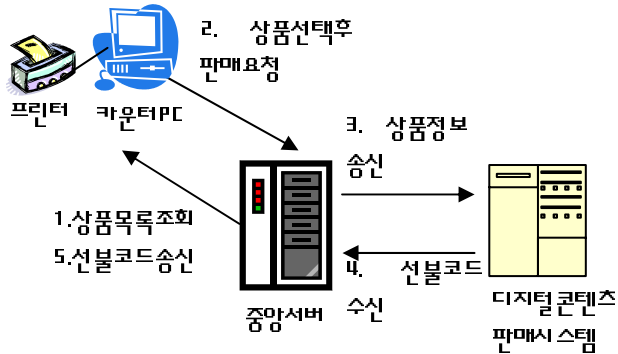 2. 상품선택후
판매요청
프린터
카운터PC
3. 상품정보
송신
1.상품목록조회
5.선불코드송신
4. 선불코드
수신
중앙서버
디지털콘텐츠
판매시스템